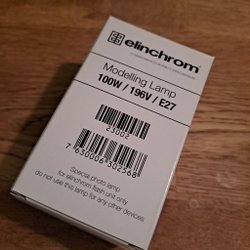 elinchrom
Modelling Lamp
100W / 196V / E27
23002
7 630006 302568
Special photo lamp
for elinchrom flash unit only
do not use this lamp for any other devices